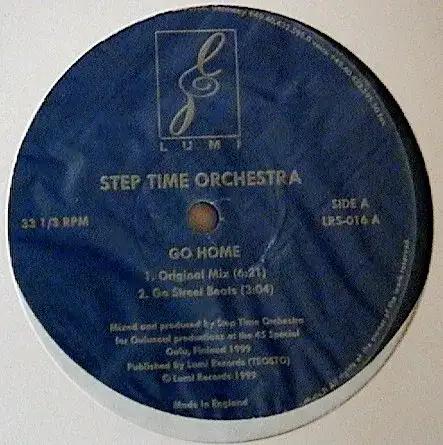 LUMI
STEP TIME ORCHESTRA
33 1/3 RPM
SIDE A
LRS-016 A
GO HOME
1. Original Mix (6:21)
2. Go Street Beats (3:04)
Mixed and produced by Step Time Orchestra
for Oulumal productions at the 45 Special
Oulu, Finland 1999
Published by Lumi Records (TEOSTO)
© Lumi Records 1999
Made in England